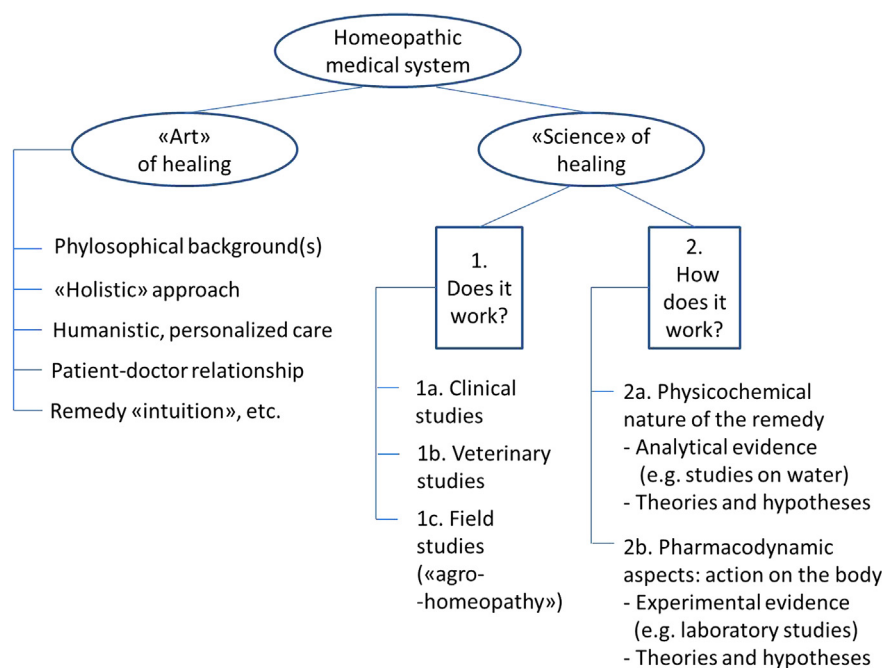 Homeopathic
medical system
«Art»
of healing
«Science» of
healing
Phylosophical background(s)
«Holistic» approach
Humanistic, personalized care
Patient-doctor relationship
Remedy «intuition», etc.
1.
Does it
work?
1a. Clinical
studies
1b. Veterinary
studies
1c. Field
studies
(«agro-
-homeopathy»)
2.
How
does it
work?
2a. Physicochemical
nature of the remedy
- Analytical evidence
(e.g. studies on water)
- Theories and hypotheses
2b. Pharmacodynamic
aspects: action on the body
- Experimental evidence
(e.g. laboratory studies)
- Theories and hypotheses